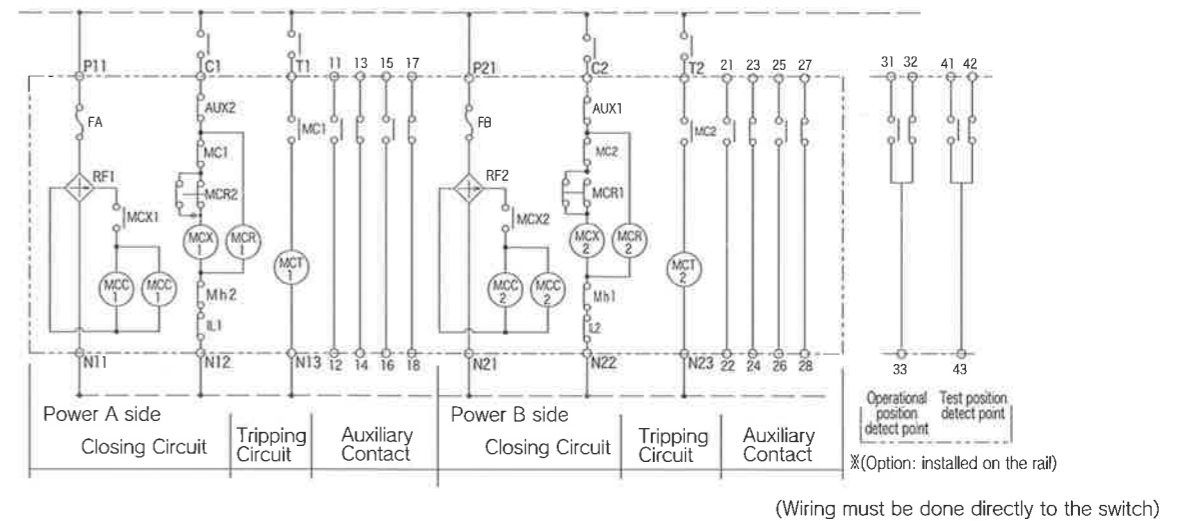 P11 C1 T1 11 13 15 17 P21 C2 T2 21 23 25 27 31 32 41 42
AUX2 AUX1
FA MC1 FB MC2
MC1 MC2
RF1 RF2
MCR2 MCR1
MCX1 MCX2
MCX 1 MCR 1 MCX 2 MCR 2
MCT 1 MCT 2
MCC 1 MCC 1 MCC 2 MCC 2
Mh2 Mh1
IL1 IL2
N11 N12 N13 12 14 16 18 N21 N22 N23 22 24 26 28 33 43
Power A side Power B side
Closing Circuit Tripping Circuit Auxiliary Contact Closing Circuit Tripping Circuit Auxiliary Contact
Operational position detect point
Test position detect point
※(Option: installed on the rail)
(Wiring must be done directly to the switch)